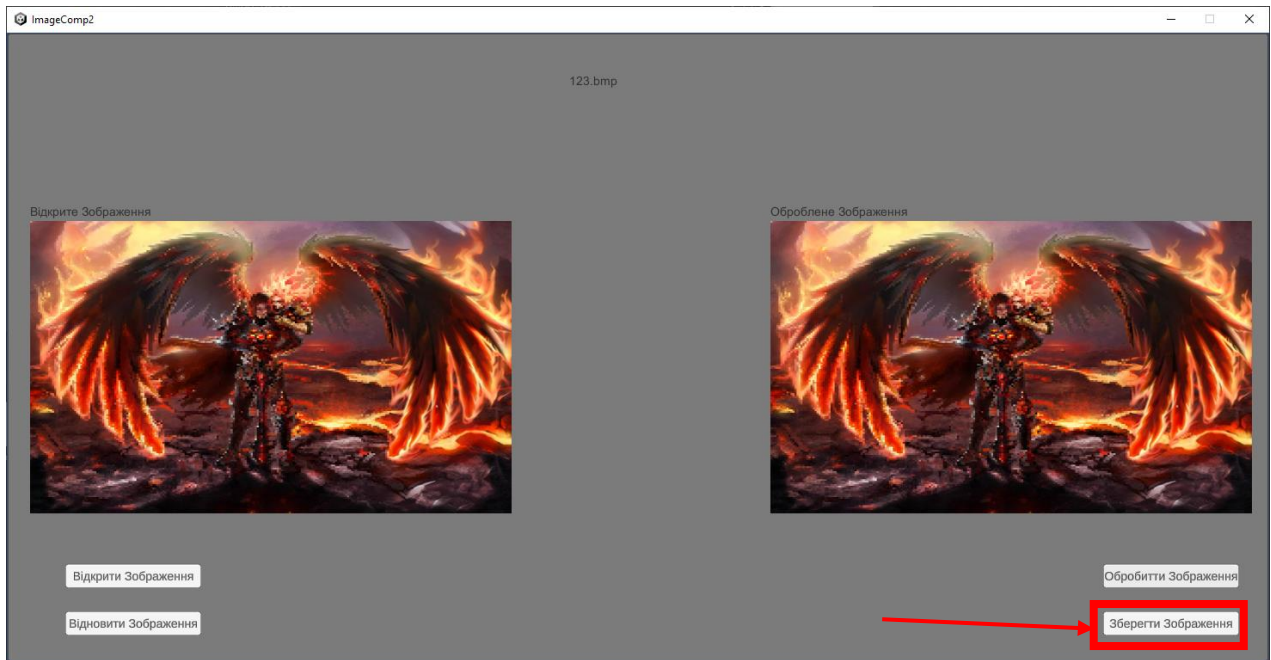 ImageComp2
123.bmp
Відкрите Зображення
Оброблене Зображення
Відкрити Зображення
Обробитти Зображення
Відновити Зображення
Зберегти Зображення